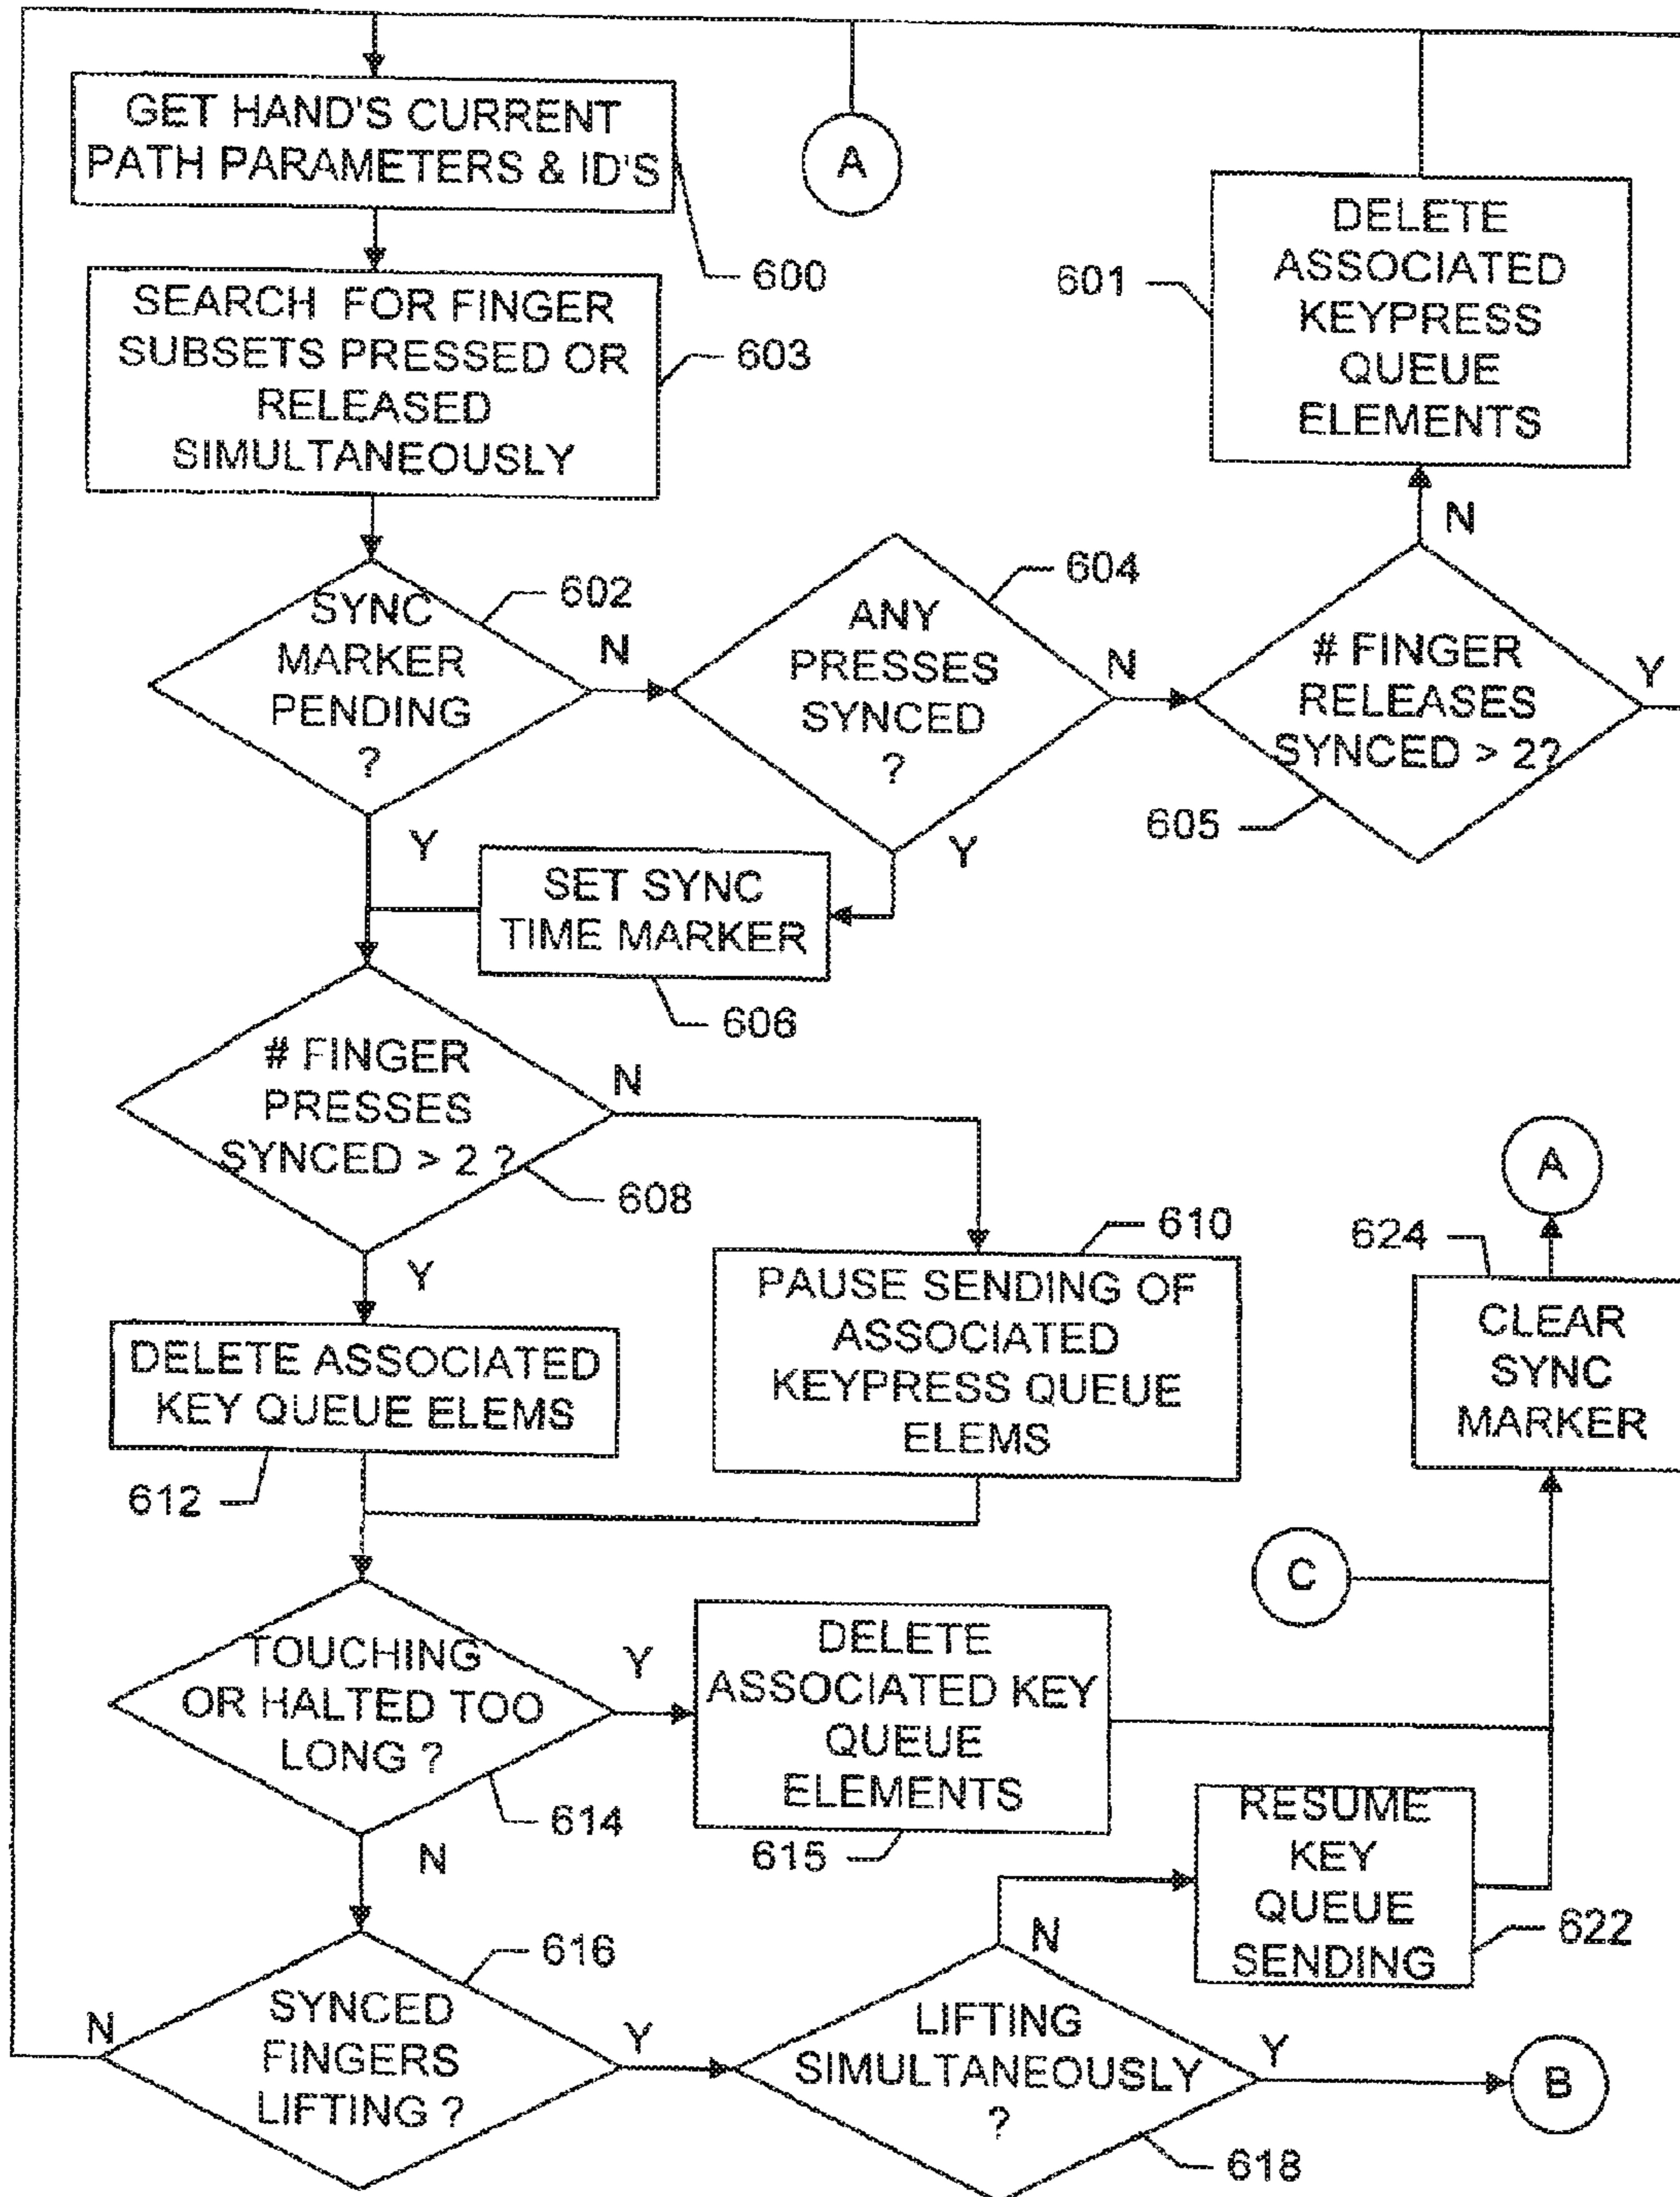 GET HAND'S CURRENT
PATH PARAMETERS & ID'S
600
A
DELETE
ASSOCIATED
KEYPRESS
QUEUE
ELEMENTS
601
SEARCH FOR FINGER
SUBSETS PRESSED OR
RELEASED
SIMULTANEOUSLY
603
N
SYNC
MARKER
PENDING
?
602
N
Y
ANY
PRESSES
SYNCED
?
604
N
Y
# FINGER
RELEASES
SYNCED > 2?
605
Y
SET SYNC
TIME MARKER
606
# FINGER
PRESSES
SYNCED > 2 ?
608
N
Y
610
PAUSE SENDING OF
ASSOCIATED
KEYPRESS QUEUE
ELEMS
A
624
CLEAR
SYNC
MARKER
DELETE ASSOCIATED
KEY QUEUE ELEMS
612
C
TOUCHING
OR HALTED TOO
LONG ?
614
Y
N
DELETE
ASSOCIATED KEY
QUEUE
ELEMENTS
615
RESUME
KEY
QUEUE
SENDING
622
616
SYNCED
FINGERS
LIFTING ?
N
Y
N
LIFTING
SIMULTANEOUSLY
?
618
Y
B